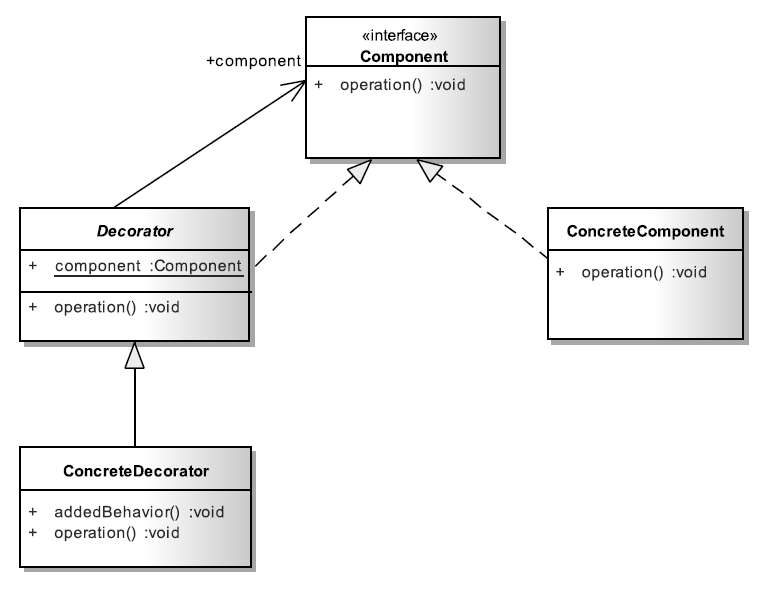 «interface»
Component
+ operation() :void
+component
Decorator
+ component :Component
+ operation() :void
ConcreteComponent
+ operation() :void
ConcreteDecorator
+ addedBehavior() :void
+ operation() :void